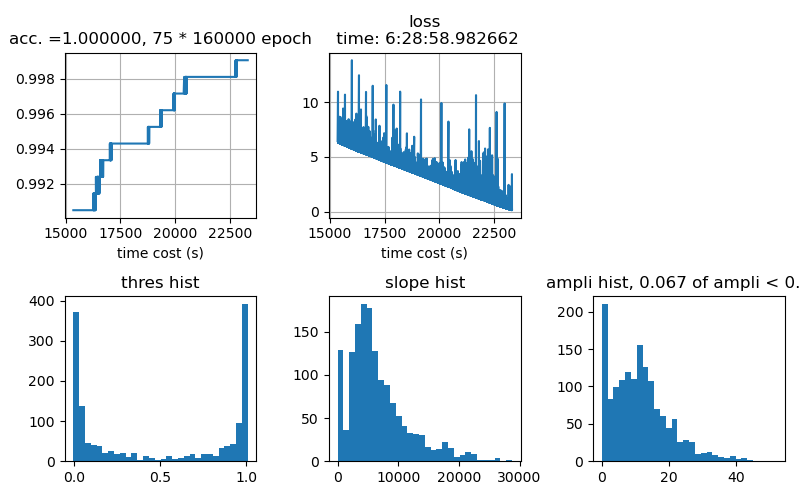 acc. =1.000000, 75 * 160000 epoch
0.998
0.996
0.994
0.992
15000 17500 20000 22500
time cost (s)
loss
time: 6:28:58.982662
10
5
0
15000 17500 20000 22500
time cost (s)
thres hist
400
300
200
100
0
0.0 0.5 1.0
slope hist
150
100
50
0
0 10000 20000 30000
ampli hist, 0.067 of ampli < 0.
200
150
100
50
0
0 20 40